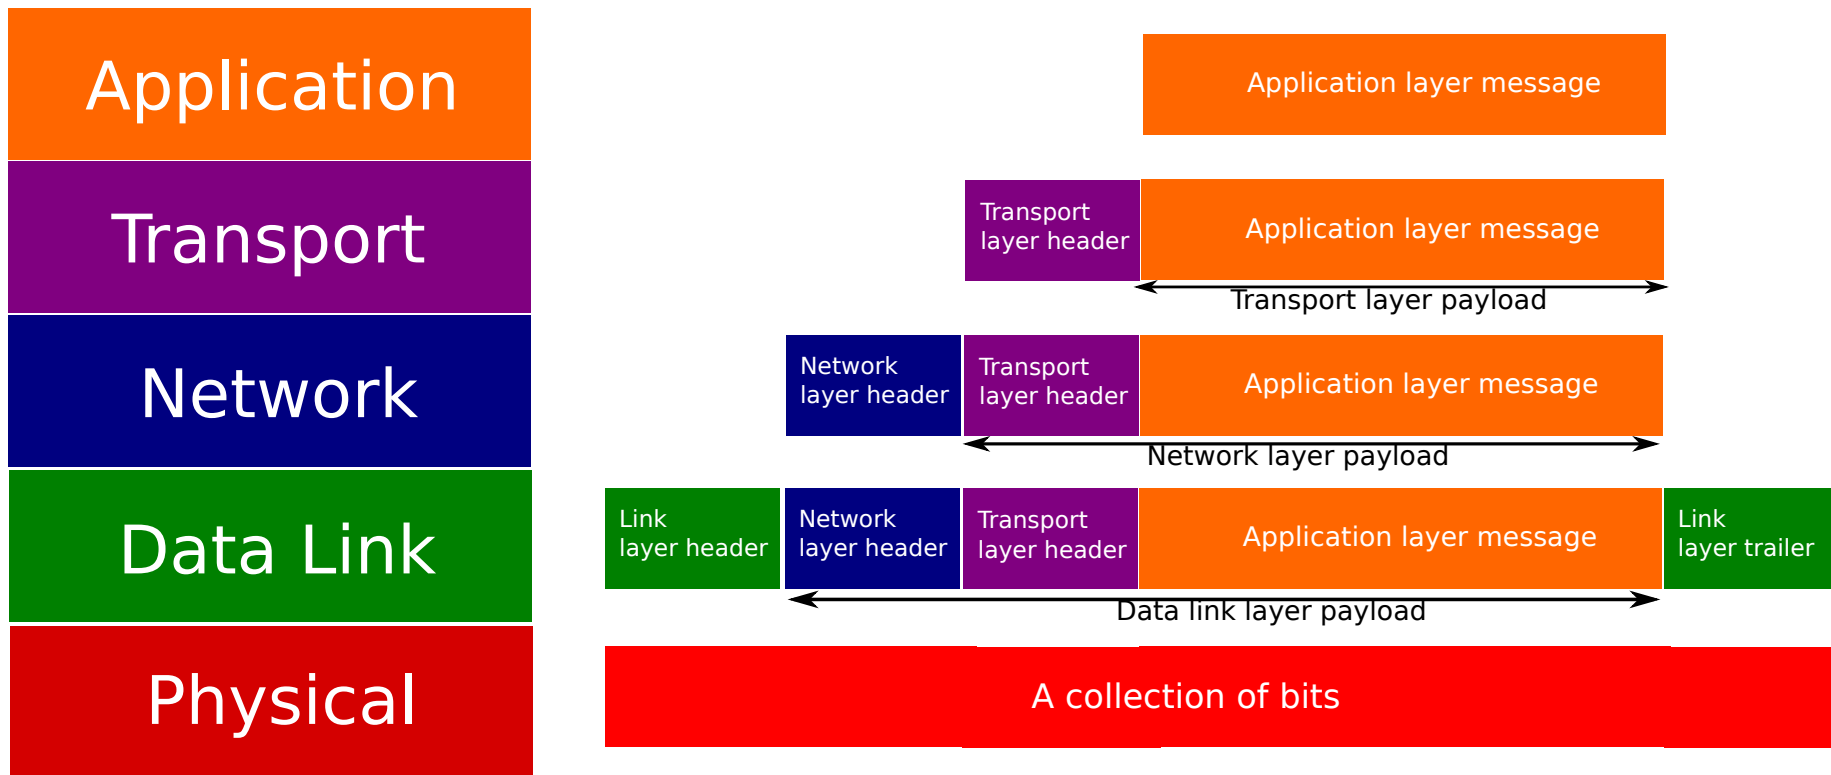 Application
Application layer message
Transport
Transport
layer header
Application layer message
Transport layer payload
Network
Network
layer header
Transport
layer header
Application layer message
Network layer payload
Data Link
Link
layer header
Network
layer header
Transport
layer header
Application layer message
Link
layer trailer
Data link layer payload
Physical
A collection of bits